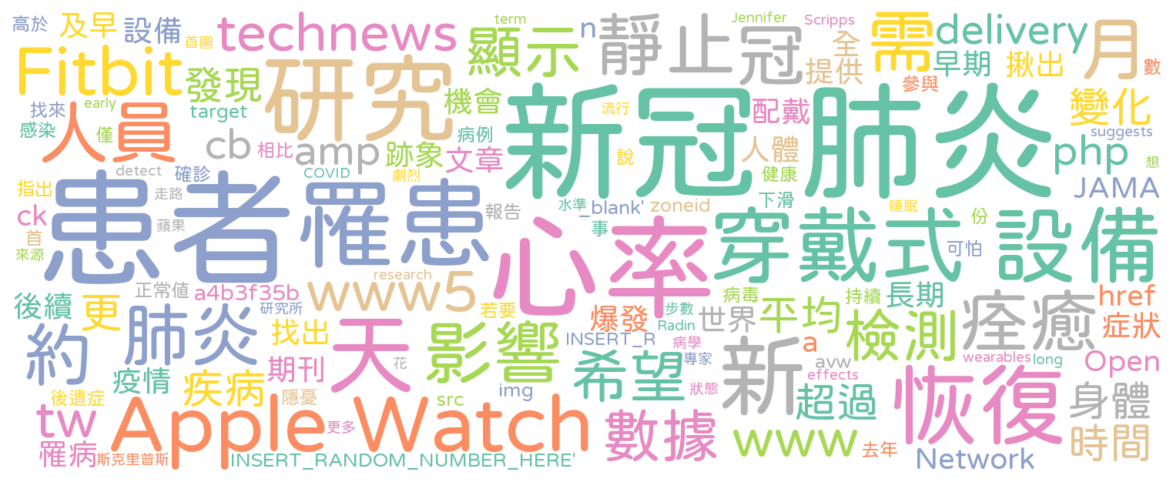 高於 及早 設備 technews 顯示 n 靜止冠 Jennifer Scripps 全 需 delivery 月
首圖 Fitbit 發現 研究 機會 提供 早期 揪出 參與 數
找來 early target 新冠肺炎 流行 配戴 變化 suggests
感染 僅 人員 cb 相比 amp 跡象 病例 文章 說 人體 php 想
detect 確診 COVID 劇烈 健康 JAMA
指出 ck 患者 走路 罹患 報告 水準 _blank' zoneid 下滑 睡眠 份
首 蘋果 心率 事 穿戴式 可怕 設備
來源 正常值 a4b3f35b research www5 若要 病毒 持續 長期 href
後續 更 研究所 爆發 步數 世界 平均 痊癒 症狀
約 肺炎 找出 天 影響 INSERT_R Radin 病學 新 a 檢測 Open
疫情 期刊 花 希望 專家 avw wearables long
後遺症 疾病 隱憂 img src 狀態 effects 超過 恢復 身體
tw Apple Watch 更多 數據 www 去年 時間
罹病 斯克里普斯 INSERT_RANDOM_NUMBER_HERE' Network
term